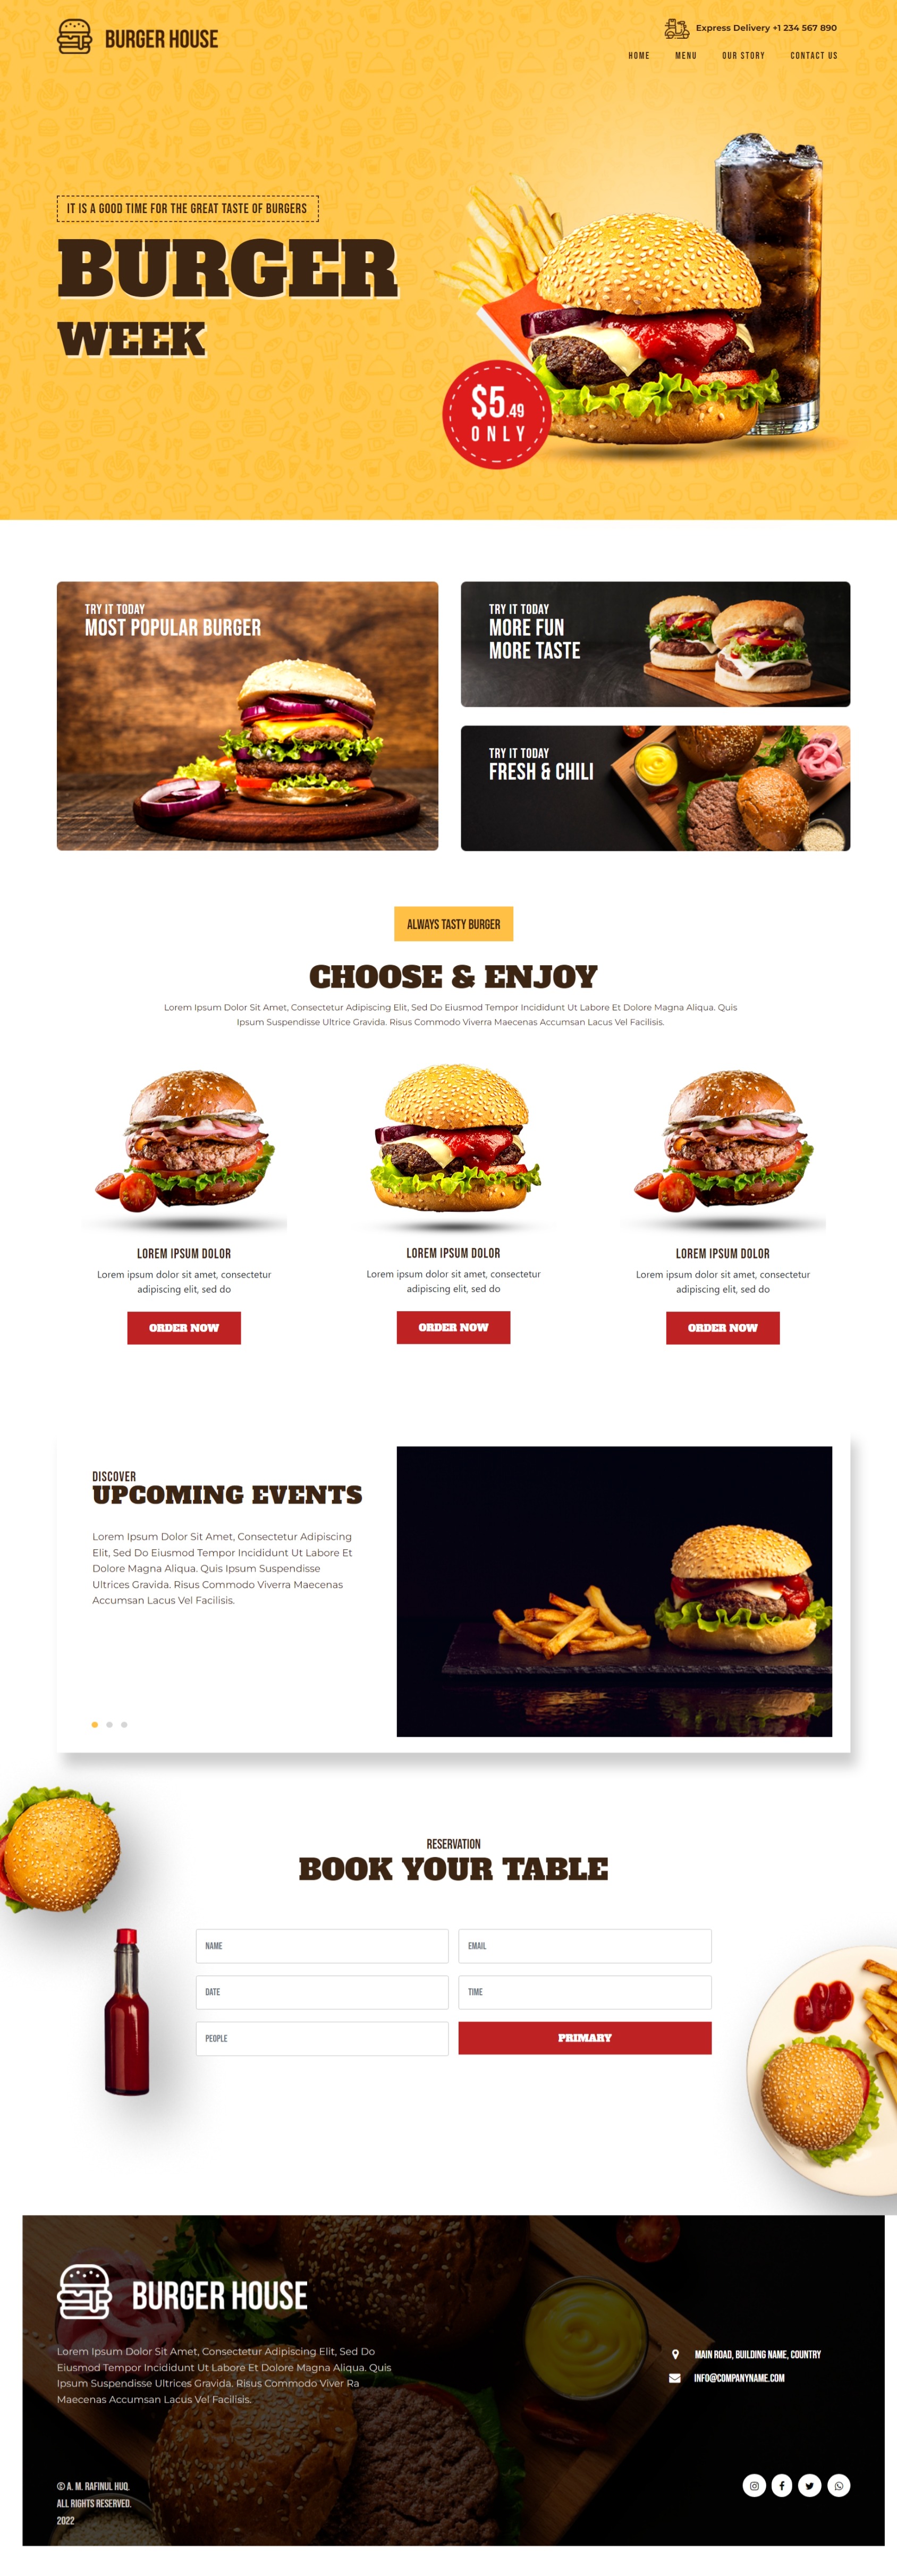 BURGER HOUSE
Express Delivery +1 234 567 890
HOME MENU OUR STORY CONTACT US
IT IS A GOOD TIME FOR THE GREAT TASTE OF BURGERS
BURGER
WEEK
$5.49
ONLY
TRY IT TODAY
MOST POPULAR BURGER
TRY IT TODAY
MORE FUN
MORE TASTE
TRY IT TODAY
FRESH & CHILI
ALWAYS TASTY BURGER
CHOOSE & ENJOY
Lorem Ipsum Dolor Sit Amet, Consectetur Adipiscing Elit, Sed Do Eiusmod Tempor Incididunt Ut Labore Et Dolore Magna Aliqua. Quis
Ipsum Suspendisse Ultrice Gravida. Risus Commodo Viverra Maecenas Accumsan Lacus Vel Facilisis.
LOREM IPSUM DOLOR
Lorem ipsum dolor sit amet, consectetur
adipiscing elit, sed do
ORDER NOW
LOREM IPSUM DOLOR
Lorem ipsum dolor sit amet, consectetur
adipiscing elit, sed do
ORDER NOW
LOREM IPSUM DOLOR
Lorem ipsum dolor sit amet, consectetur
adipiscing elit, sed do
ORDER NOW
DISCOVER
UPCOMING EVENTS
Lorem Ipsum Dolor Sit Amet, Consectetur Adipiscing
Elit, Sed Do Eiusmod Tempor Incididunt Ut Labore Et
Dolore Magna Aliqua. Quis Ipsum Suspendisse
Ultrices Gravida. Risus Commodo Viverra Maecenas
Accumsan Lacus Vel Facilisis.
RESERVATION
BOOK YOUR TABLE
NAME
EMAIL
DATE
TIME
PEOPLE
PRIMARY
BURGER HOUSE
Lorem Ipsum Dolor Sit Amet, Consectetur Adipiscing Elit, Sed Do
Eiusmod Tempor Incididunt Ut Labore Et Dolore Magna Aliqua. Quis
Ipsum Suspendisse Ultrices Gravida. Risus Commodo Viver Ra
Maecenas Accumsan Lacus Vel Facilisis.
MAIN ROAD, BUILDING NAME, COUNTRY
INFO@COMPANYNAME.COM
© A. M. RAFINUL HUQ.
ALL RIGHTS RESERVED.
2022